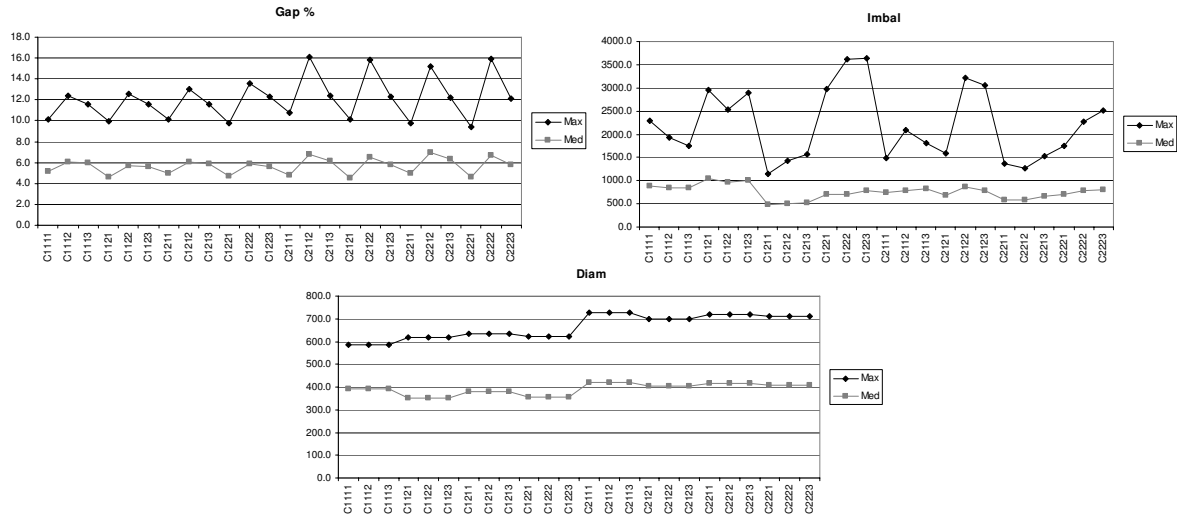 Gap %
18.0
16.0
14.0
12.0
10.0
8.0
6.0
4.0
2.0
0.0
C1111
C1112
C1113
C1121
C1122
C1123
C1211
C1212
C1213
C1221
C1222
C1223
C2111
C2112
C2113
C2121
C2122
C2123
C2211
C2212
C2213
C2221
C2222
C2223
Max
Med
Imbal
4000.0
3500.0
3000.0
2500.0
2000.0
1500.0
1000.0
500.0
0.0
C1111
C1112
C1113
C1121
C1122
C1123
C1211
C1212
C1213
C1221
C1222
C1223
C2111
C2112
C2113
C2121
C2122
C2123
C2211
C2212
C2213
C2221
C2222
C2223
Max
Med
Diam
800.0
700.0
600.0
500.0
400.0
300.0
200.0
100.0
0.0
C1111
C1112
C1113
C1121
C1122
C1123
C1211
C1212
C1213
C1221
C1222
C1223
C2111
C2112
C2113
C2121
C2122
C2123
C2211
C2212
C2213
C2221
C2222
C2223
Max
Med